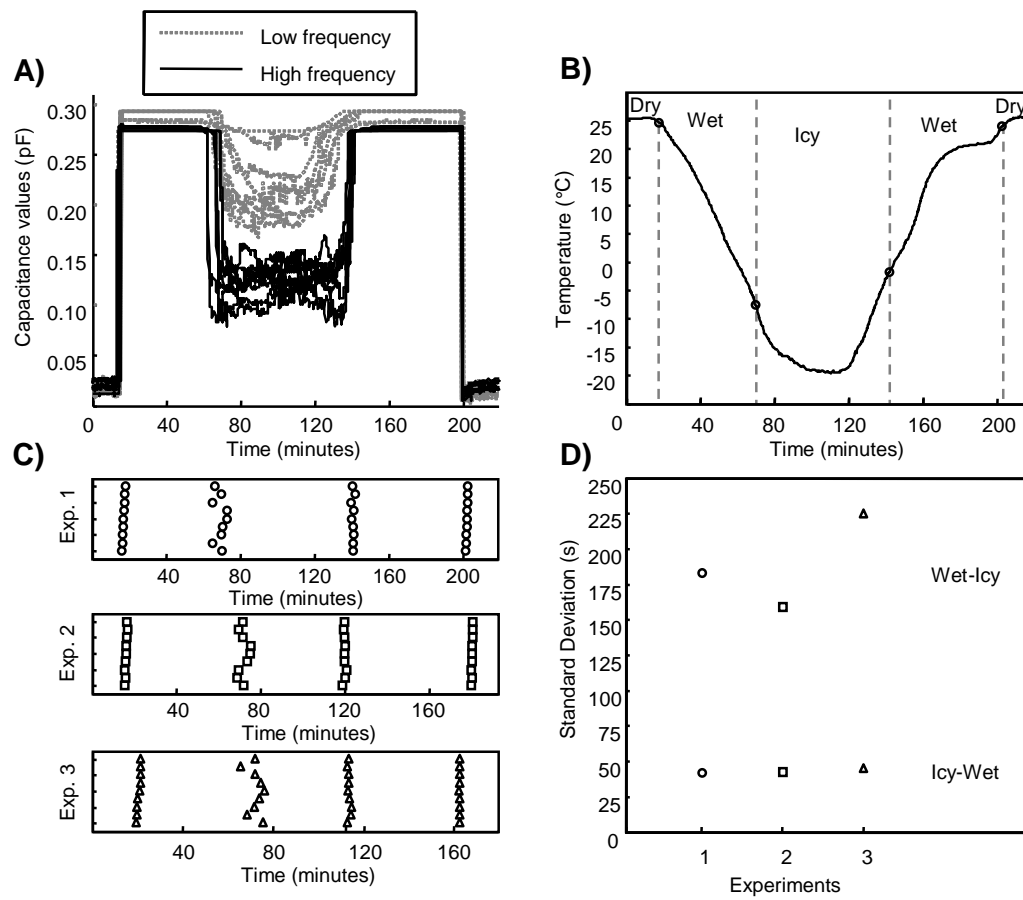 Low frequency
High frequency
A)
0.30
0.25
0.20
0.15
0.10
0.05
Capacitance values (pF)
0 40 80 120 160 200
Time (minutes)
B)
Dry Wet Icy Wet Dry
25
20
15
10
5
0
-5
-10
-15
-20
Temperature (°C)
0 40 80 120 160 200
Time (minutes)
C)
Exp. 1
40 80 120 160 200
Time (minutes)
Exp. 2
40 80 120 160
Time (minutes)
Exp. 3
40 80 120 160
Time (minutes)
D)
250
225
200
175
150
125
100
75
50
25
0
Standard Deviation (s)
Wet-Icy
Icy-Wet
1 2 3
Experiments